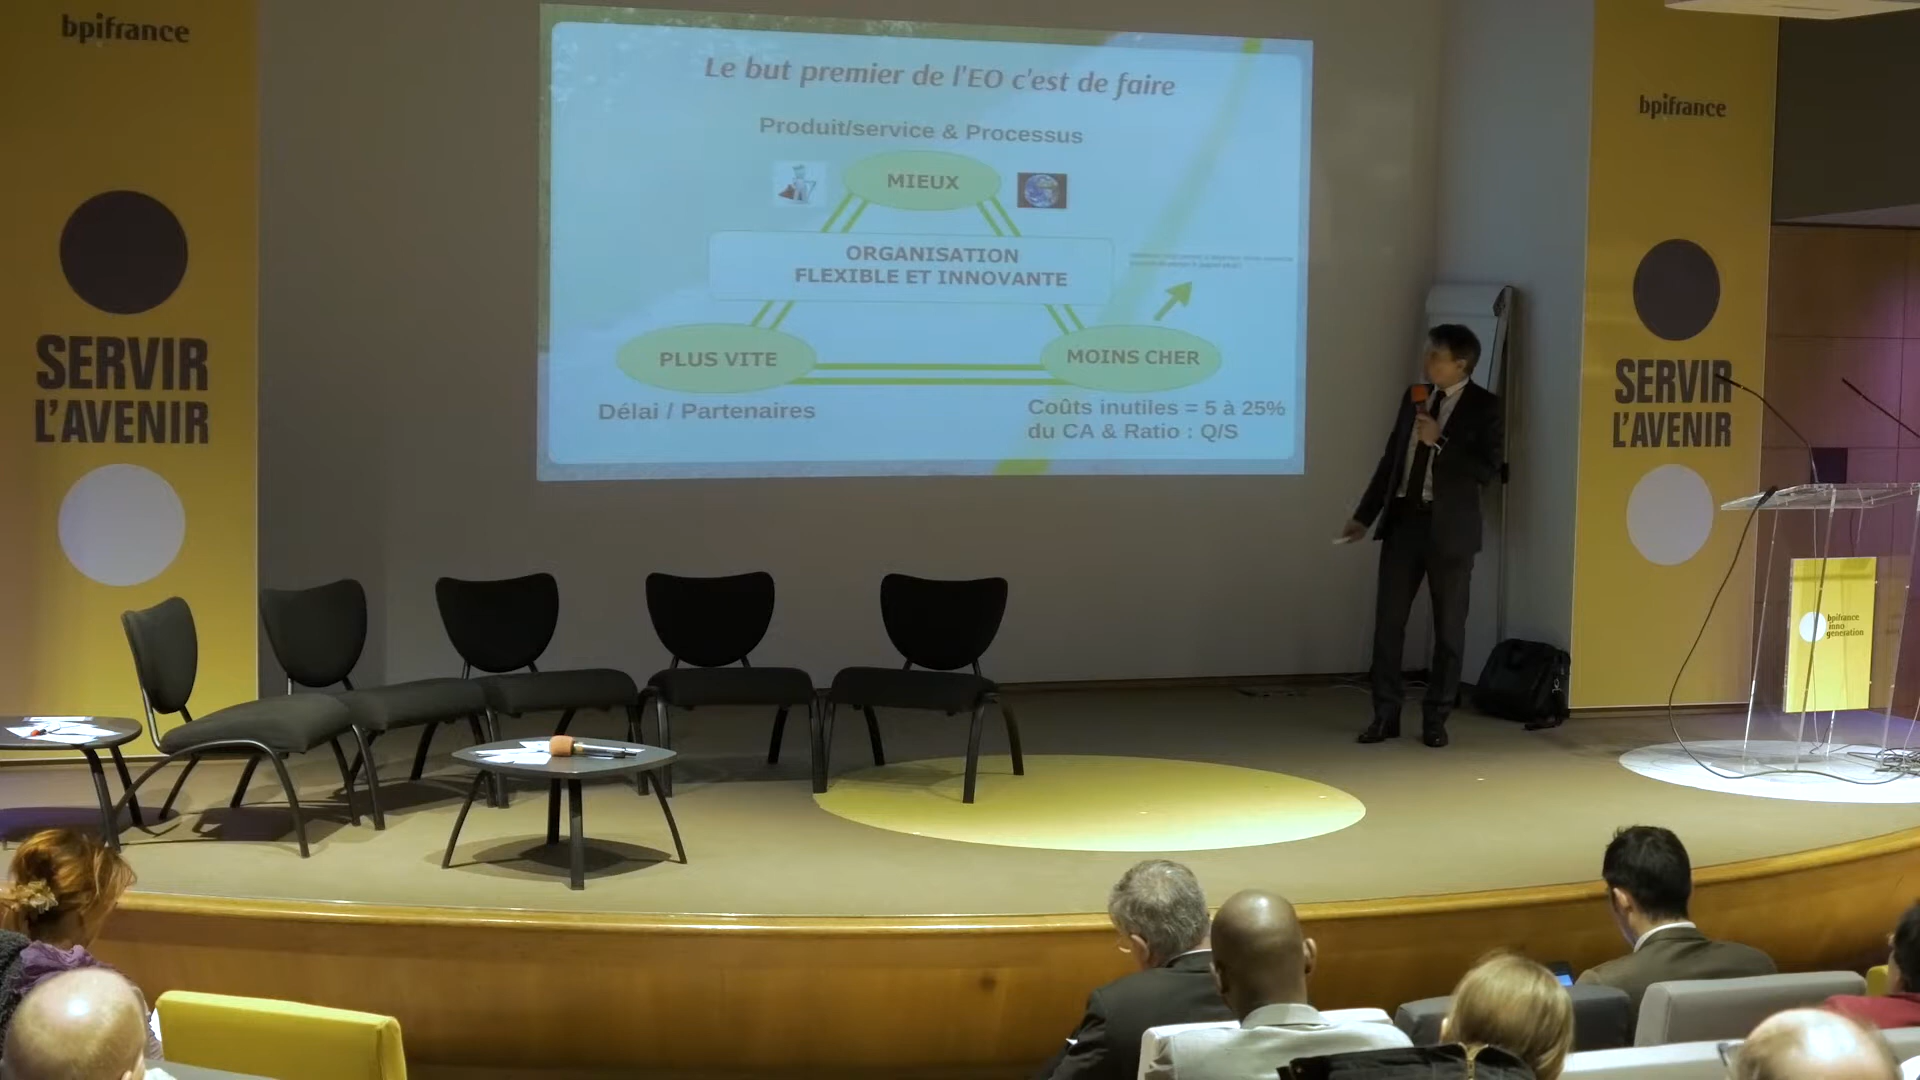 bpifrance
SERVIR
L'AVENIR
Le but premier de l'EO c'est de faire
Produit/service & Processus
MIEUX
ORGANISATION
FLEXIBLE ET INNOVANTE
PLUS VITE
MOINS CHER
Délai / Partenaires
Coûts inutiles = 5 à 25%
du CA & Ratio : Q/S
bpifrance
SERVIR
L'AVENIR
bpifrance
inno
generation